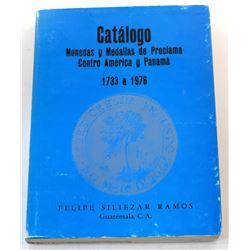 Catálogo
Monedas y Medallas de Proclama
Centro América y Panamá
1733 a 1976
FELIPE SILIEZAR RAMOS
Guatemala, C.A.